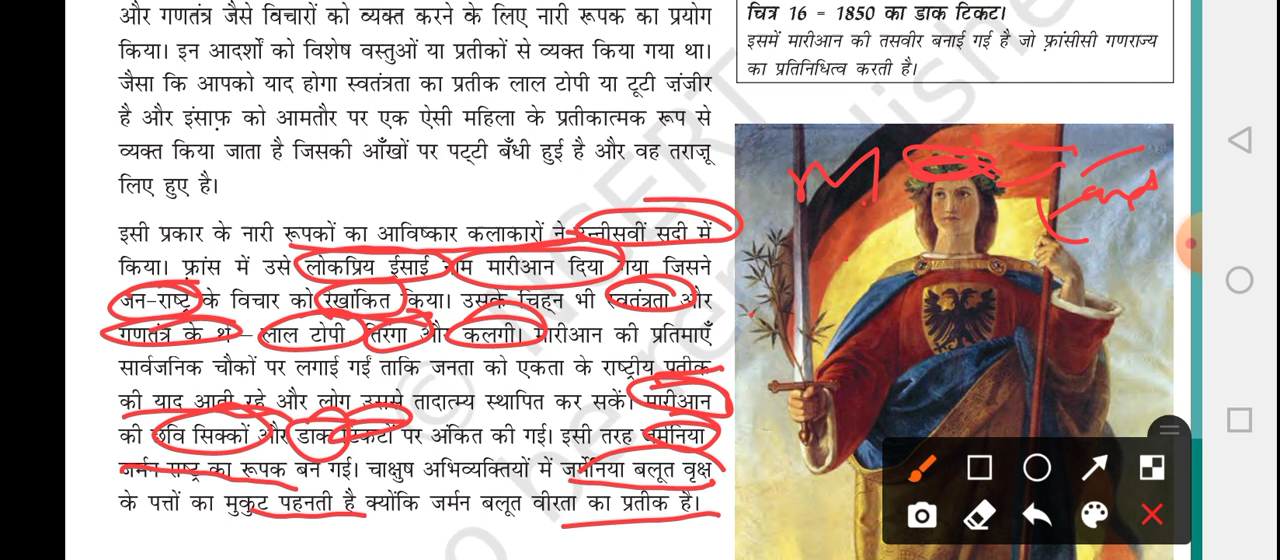 और गणतंत्र जैसे विचारों को व्यक्त करने के लिए नारी रूपक का प्रयोग
किया। इन आदर्शों को विशेष वस्तुओं या प्रतीकों से व्यक्त किया गया था।
जैसा कि आपको याद होगा स्वतंत्रता का प्रतीक लाल टोपी या टूटी ज़ंजीर
है और इंसाफ़ को आमतौर पर एक ऐसी महिला के प्रतीकात्मक रूप से
व्यक्त किया जाता है जिसकी आँखों पर पट्टी बँधी हुई है और वह तराज़ू
लिए हुए है।
इसी प्रकार के नारी रूपकों का आविष्कार कलाकारों ने उन्नीसवीं सदी में
किया। फ़्रांस में उसे लोकप्रिय ईसाई नाम मारीआन दिया गया जिसने
जन-राष्ट्र के विचार को रेखांकित किया। उसके चिह्न भी स्वतंत्रता और
गणतंत्र के थे – लाल टोपी, तिरंगा और कलगी। मारीआन की प्रतिमाएँ
सार्वजनिक चौकों पर लगाई गईं ताकि जनता को एकता के राष्ट्रीय प्रतीक
की याद आती रहे और लोग उससे तादात्म्य स्थापित कर सकें। मारीआन
की छवि सिक्कों और डाक टिकटों पर अंकित की गई। इसी तरह जर्मेनिया
जर्मन राष्ट्र का रूपक बन गई। चाक्षुष अभिव्यक्तियों में जर्मेनिया बलूत वृक्ष
के पत्तों का मुकुट पहनती है क्योंकि जर्मन बलूत वीरता का प्रतीक है।
चित्र 16 – 1850 का डाक टिकट।
इसमें मारीआन की तसवीर बनाई गई है जो फ़्रांसीसी गणराज्य
का प्रतिनिधित्व करती है।
© NCERT